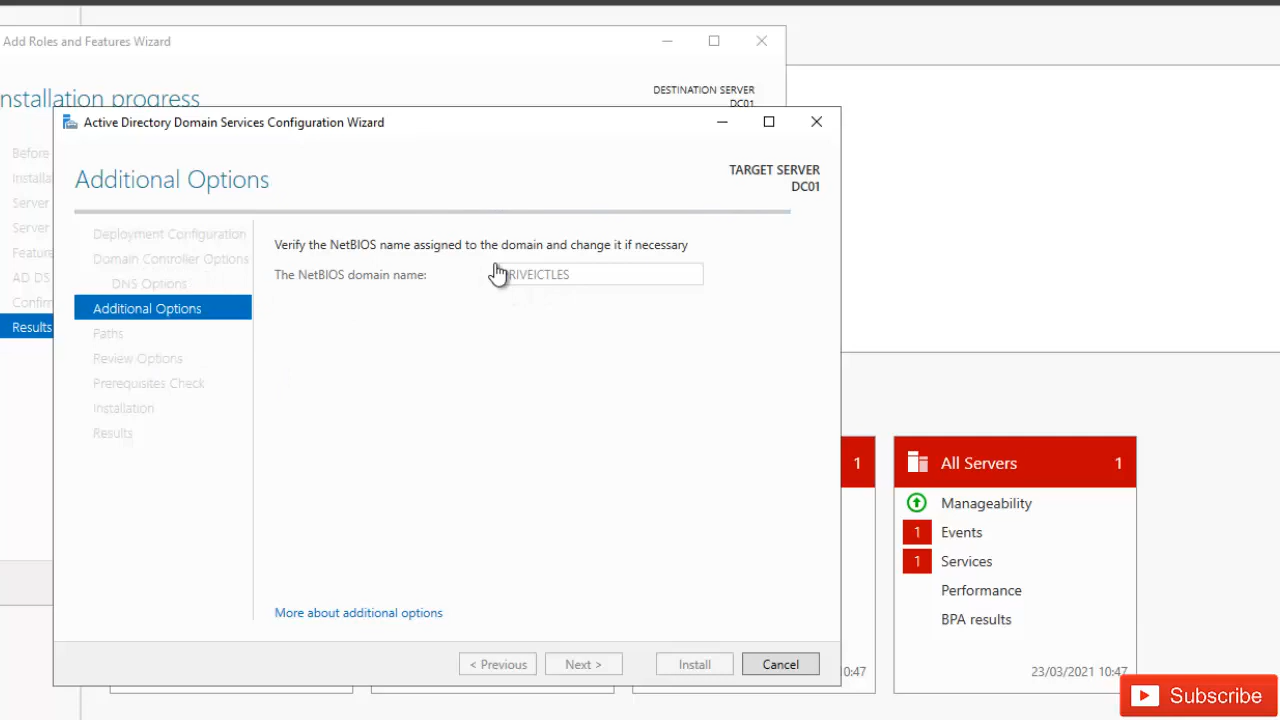 Add Roles and Features Wizard
nstallation progress
DESTINATION SERVER
DC01
Before
Installa
Server
Server
Feature
AD DS
Confirm
Results
Active Directory Domain Services Configuration Wizard
Additional Options
TARGET SERVER
DC01
Deployment Configuration
Domain Controller Options
DNS Options
Additional Options
Paths
Review Options
Prerequisites Check
Installation
Results
Verify the NetBIOS name assigned to the domain and change it if necessary
The NetBIOS domain name:
RIVEICTLES
More about additional options
< Previous
Next >
Install
Cancel
1
All Servers 1
Manageability
1 Events
1 Services
Performance
BPA results
0:47
23/03/2021 10:47
Subscribe